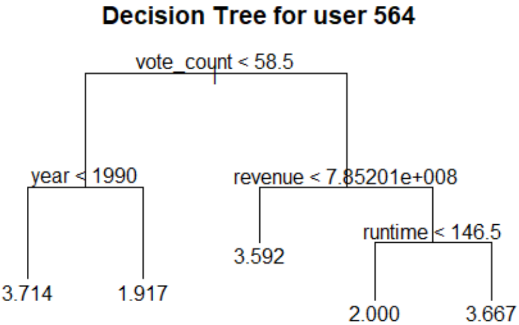 Decision Tree for user 564
vote_count < 58.5
year < 1990
revenue < 7.85201e+008
runtime < 146.5
3.592
3.714
1.917
2.000
3.667